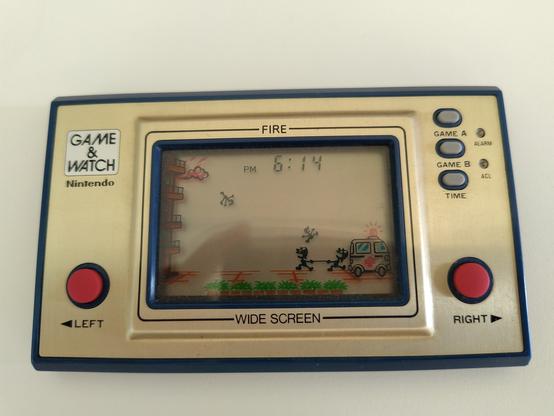 GAME
&
WATCH
Nintendo
FIRE
PM 6:14
GAME A
ALARM
GAME B
ACL
TIME
◄LEFT
WIDE SCREEN
RIGHT►